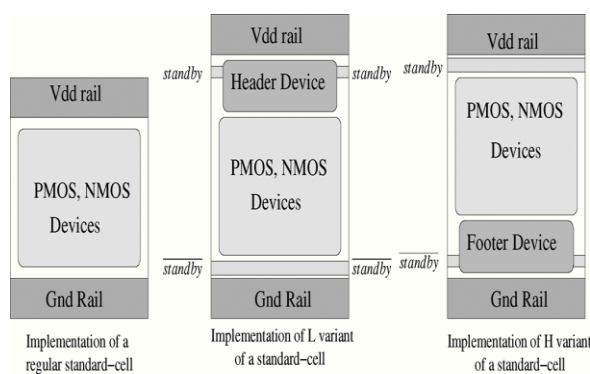 Vdd rail
PMOS, NMOS
Devices
Gnd Rail
Implementation of a
regular standard–cell
standby
Vdd rail
standby
Header Device
PMOS, NMOS
Devices
standby
standby
Gnd Rail
Implementation of L variant
of a standard–cell
standby
Vdd rail
PMOS, NMOS
Devices
standby
Footer Device
Gnd Rail
Implementation of H variant
of a standard–cell